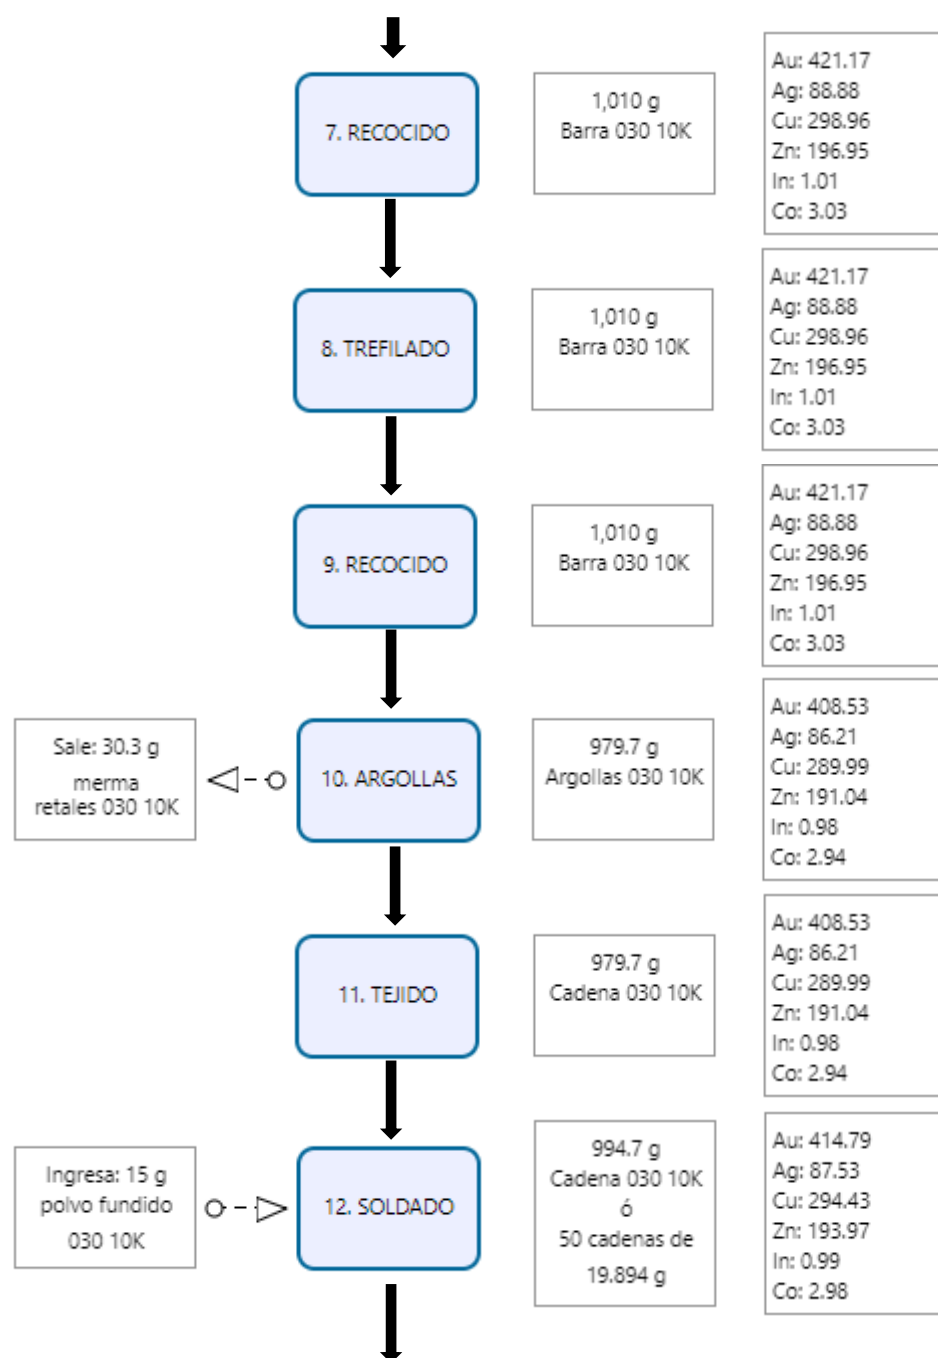 7. RECOCIDO
1,010 g
Barra 030 10K
Au: 421.17
Ag: 88.88
Cu: 298.96
Zn: 196.95
In: 1.01
Co: 3.03
8. TREFILADO
1,010 g
Barra 030 10K
Au: 421.17
Ag: 88.88
Cu: 298.96
Zn: 196.95
In: 1.01
Co: 3.03
9. RECOCIDO
1,010 g
Barra 030 10K
Au: 421.17
Ag: 88.88
Cu: 298.96
Zn: 196.95
In: 1.01
Co: 3.03
Sale: 30.3 g
merma
retales 030 10K
10. ARGOLLAS
979.7 g
Argollas 030 10K
Au: 408.53
Ag: 86.21
Cu: 289.99
Zn: 191.04
In: 0.98
Co: 2.94
11. TEJIDO
979.7 g
Cadena 030 10K
Au: 408.53
Ag: 86.21
Cu: 289.99
Zn: 191.04
In: 0.98
Co: 2.94
Ingresa: 15 g
polvo fundido
030 10K
12. SOLDADO
994.7 g
Cadena 030 10K
ó
50 cadenas de
19.894 g
Au: 414.79
Ag: 87.53
Cu: 294.43
Zn: 193.97
In: 0.99
Co: 2.98